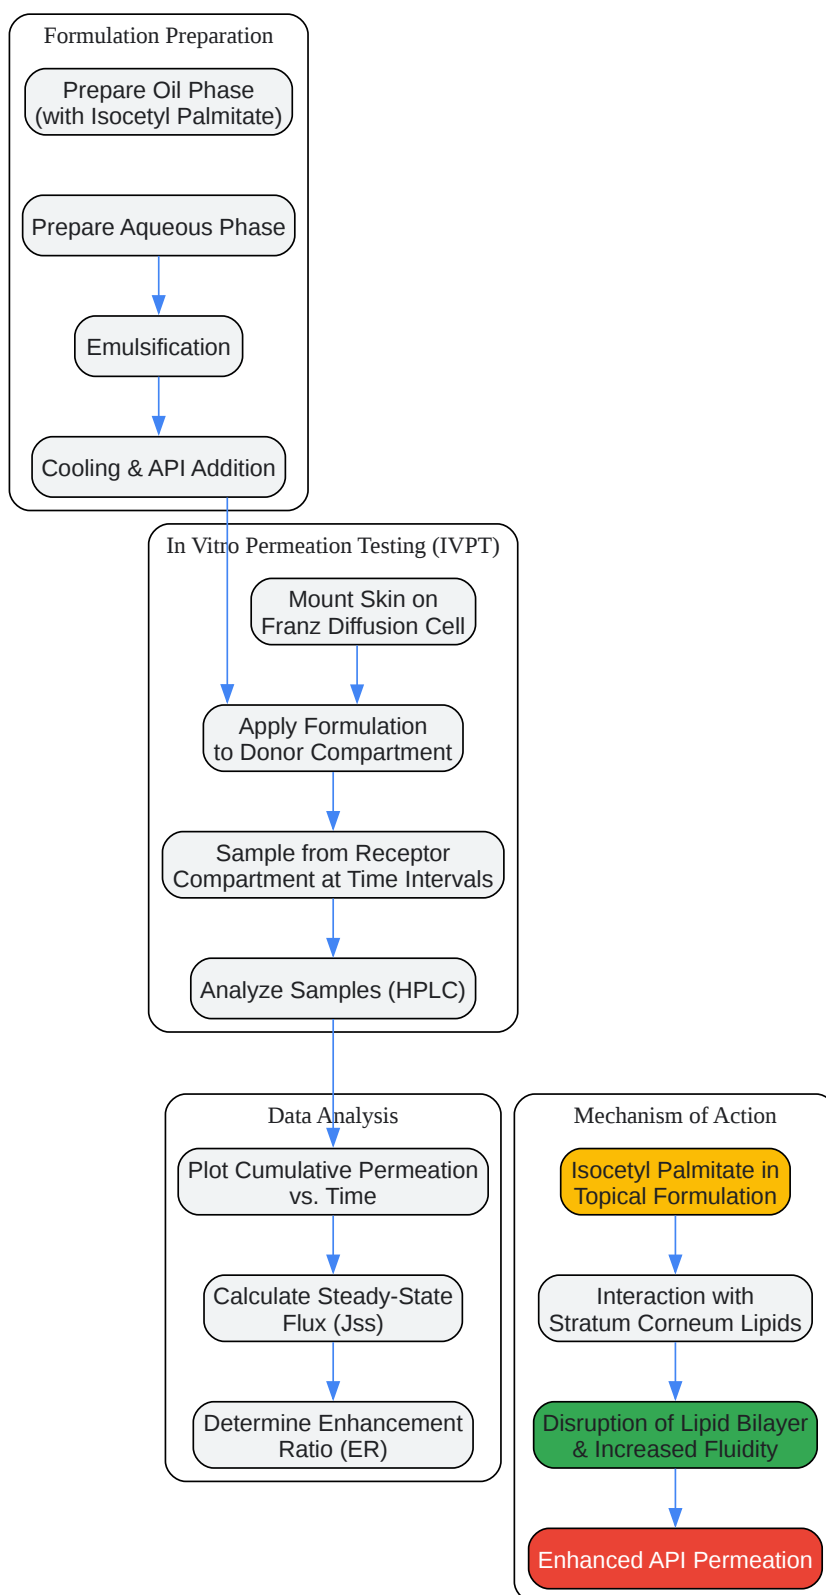 Formulation Preparation
Prepare Oil Phase
(with Isocetyl Palmitate)
Prepare Aqueous Phase
Emulsification
Cooling & API Addition
In Vitro Permeation Testing (IVPT)
Mount Skin on
Franz Diffusion Cell
Apply Formulation
to Donor Compartment
Sample from Receptor
Compartment at Time Intervals
Analyze Samples (HPLC)
Data Analysis
Plot Cumulative Permeation
vs. Time
Calculate Steady-State
Flux (Jss)
Determine Enhancement
Ratio (ER)
Mechanism of Action
Isocetyl Palmitate in
Topical Formulation
Interaction with
Stratum Corneum Lipids
Disruption of Lipid Bilayer
& Increased Fluidity
Enhanced API Permeation